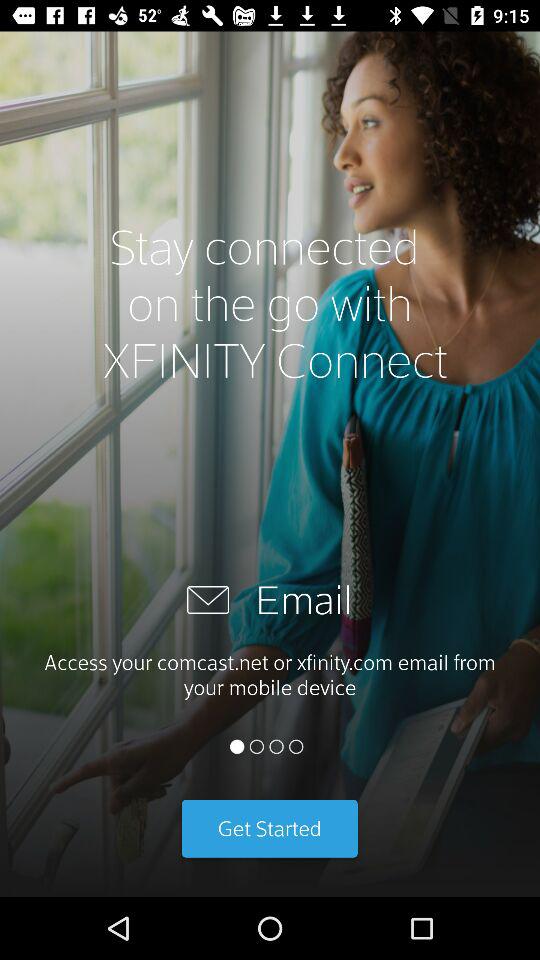 52° 9:15
Stay connected
on the go with
XFINITY Connect
Email
Access your comcast.net or xfinity.com email from
your mobile device
Get Started